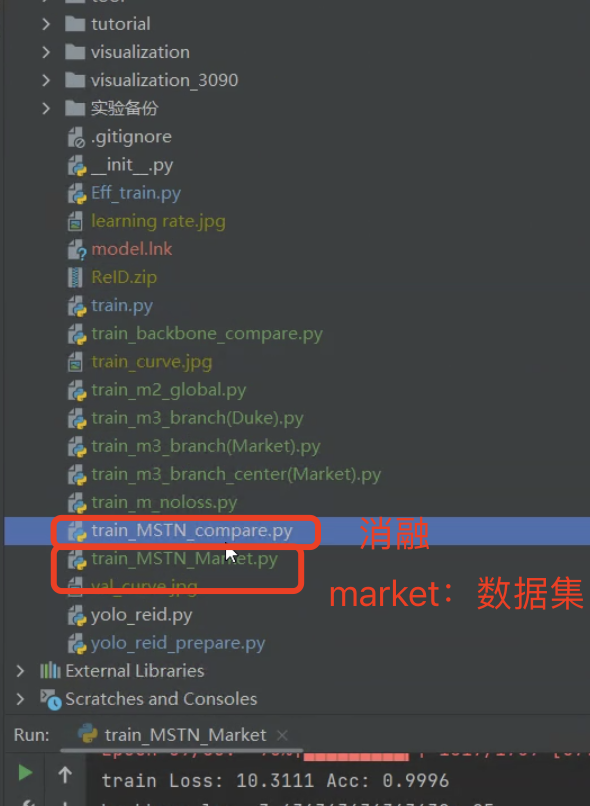 tutorial
visualization
visualization_3090
实验备份
.gitignore
__init__.py
Eff_train.py
learning rate.jpg
model.lnk
ReID.zip
train.py
train_backbone_compare.py
train_curve.jpg
train_m2_global.py
train_m3_branch(Duke).py
train_m3_branch(Market).py
train_m3_branch_center(Market).py
train_m_noloss.py
train_MSTN_compare.py 消融
train_MSTN_Market.py
val_curve.jpg
market：数据集
yolo_reid.py
yolo_reid_prepare.py
External Libraries
Scratches and Consoles
Run: train_MSTN_Market
train Loss: 10.3111 Acc: 0.9996